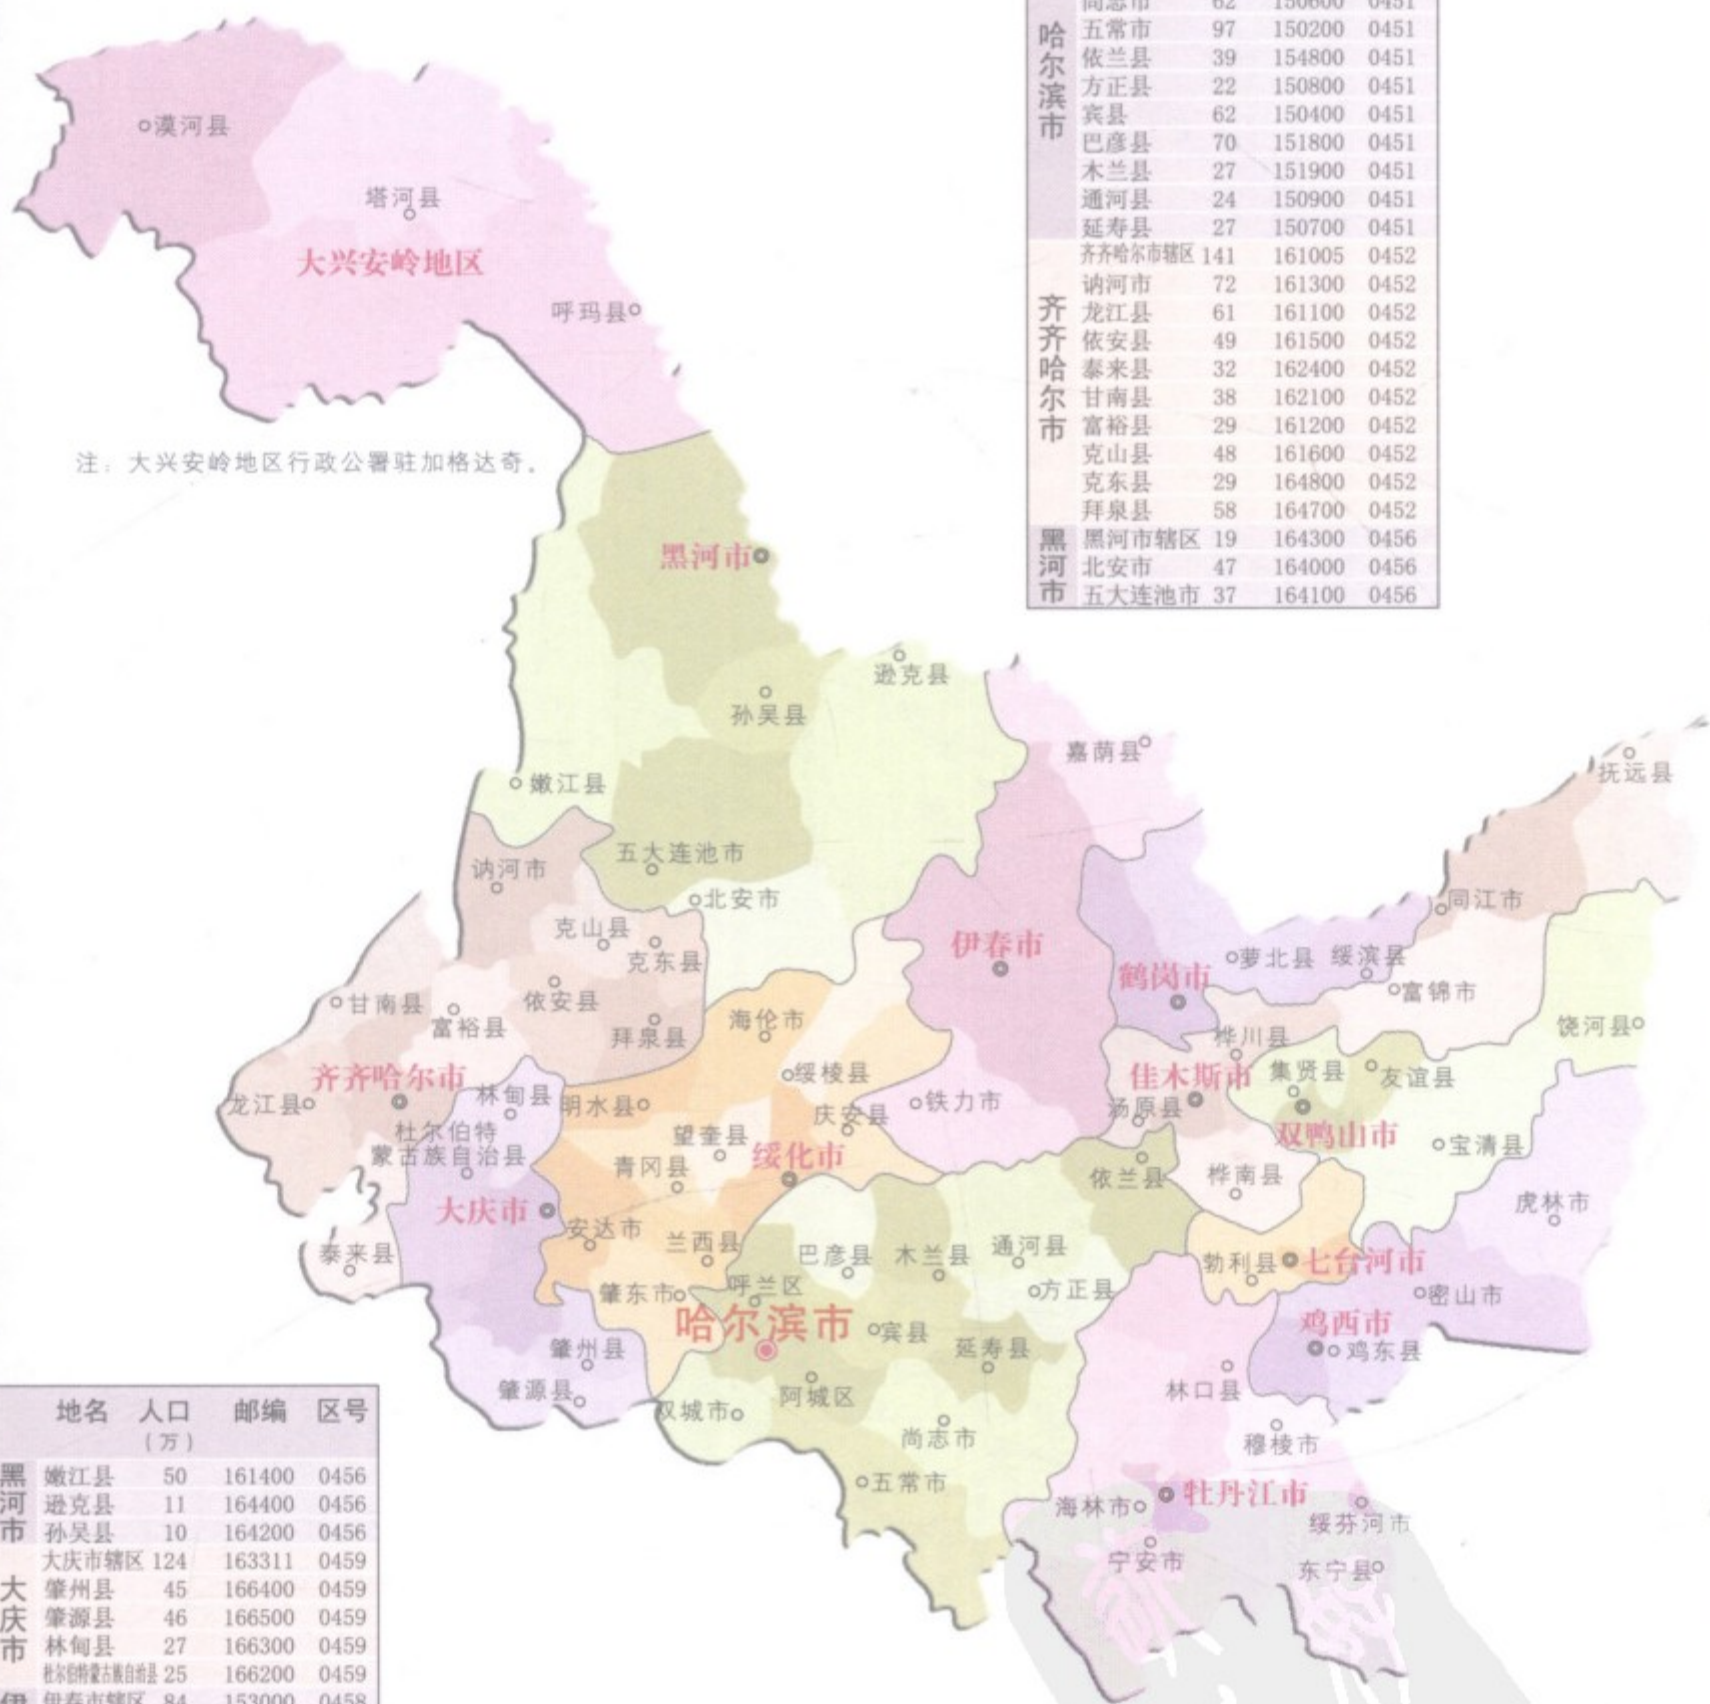 尚志市 62 150600 0451
哈尔滨市
五常市 97 150200 0451
依兰县 39 154800 0451
方正县 22 150800 0451
宾县 62 150400 0451
巴彦县 70 151800 0451
木兰县 27 151900 0451
通河县 24 150900 0451
延寿县 27 150700 0451
齐齐哈尔市
齐齐哈尔市辖区 141 161005 0452
讷河市 72 161300 0452
龙江县 61 161100 0452
依安县 49 161500 0452
泰来县 32 162400 0452
甘南县 38 162100 0452
富裕县 29 161200 0452
克山县 48 161600 0452
克东县 29 164800 0452
拜泉县 58 164700 0452
黑河市
黑河市辖区 19 164300 0456
北安市 47 164000 0456
五大连池市 37 164100 0456
漠河县
塔河县
大兴安岭地区
呼玛县
注：大兴安岭地区行政公署驻加格达奇。
黑河市
逊克县
孙吴县
嘉荫县
抚远县
嫩江县
五大连池市
讷河市
北安市
同江市
克山县
克东县
伊春市
萝北县
绥滨县
鹤岗市
富锦市
甘南县
依安县
富裕县
拜泉县
海伦市
桦川县
饶河县
齐齐哈尔市
绥棱县
佳木斯市
集贤县
友谊县
林甸县
龙江县
明水县
庆安县
铁力市
汤原县
杜尔伯特
蒙古族自治县
望奎县
双鸭山市
宝清县
青冈县
绥化市
依兰县
桦南县
大庆市
虎林市
安达市
兰西县
泰来县
巴彦县
木兰县
通河县
勃利县
七台河市
肇东市
呼兰区
方正县
密山市
哈尔滨市
宾县
延寿县
鸡西市
鸡东县
肇州县
肇源县
阿城区
林口县
双城市
尚志市
穆棱市
五常市
海林市
牡丹江市
绥芬河市
宁安市
东宁县
地名 人口 邮编 区号
（万）
黑河市
嫩江县 50 161400 0456
逊克县 11 164400 0456
孙吴县 10 164200 0456
大庆市
大庆市辖区 124 163311 0459
肇州县 45 166400 0459
肇源县 46 166500 0459
林甸县 27 166300 0459
杜尔伯特蒙古族自治县 25 166200 0459
伊春市辖区 84 153000 0458